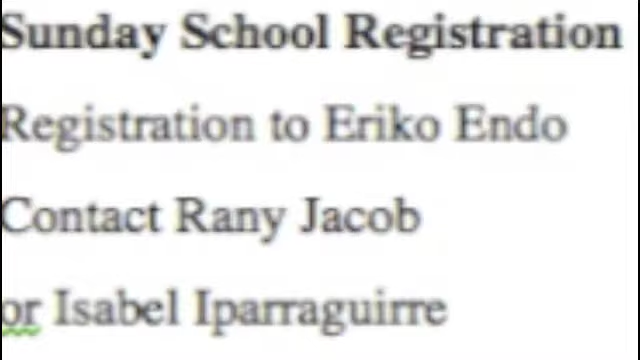 Sunday School Registration
Registration to Eriko Endo
Contact Rany Jacob
or Isabel Iparraguirre